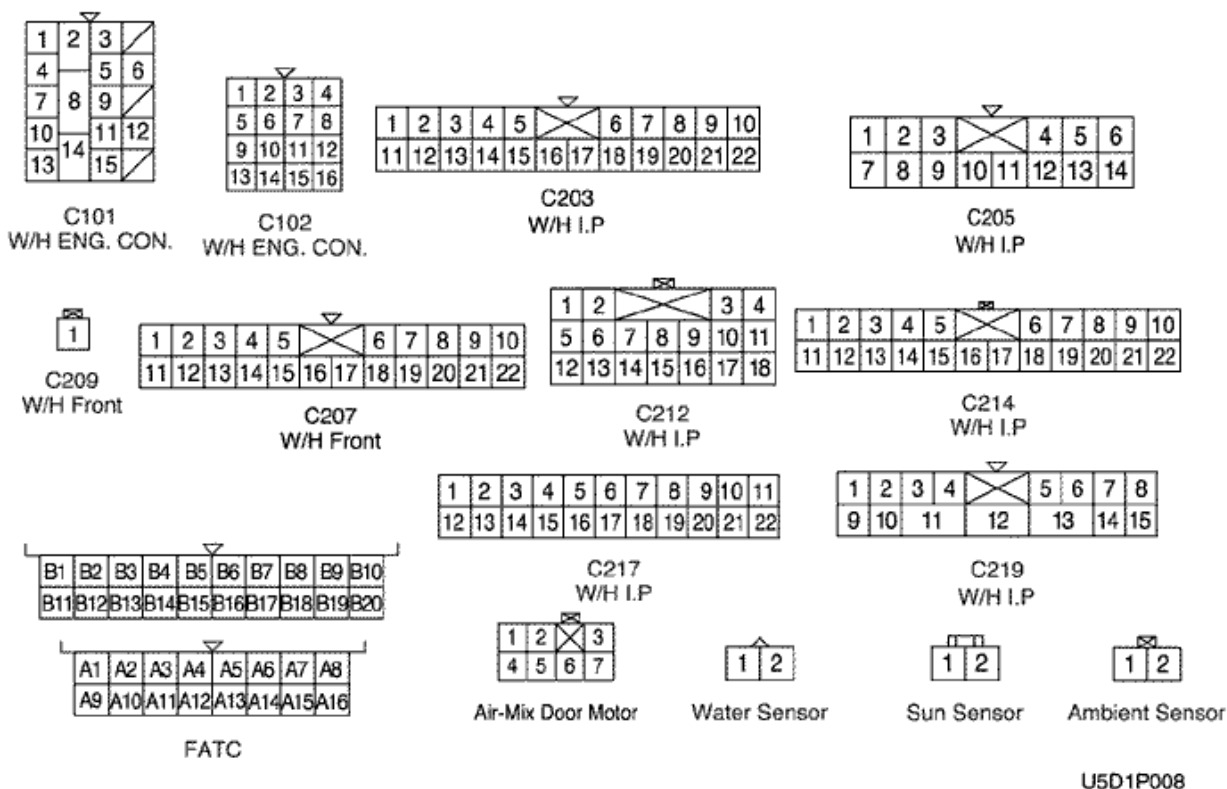 1 2 3
4 5 6
7 8 9
10 11 12
13 14 15
C101
W/H ENG. CON.
1 2 3 4
5 6 7 8
9 10 11 12
13 14 15 16
C102
W/H ENG. CON.
1 2 3 4 5 6 7 8 9 10
11 12 13 14 15 16 17 18 19 20 21 22
C203
W/H I.P
1 2 3 4 5 6
7 8 9 10 11 12 13 14
C205
W/H I.P
1
C209
W/H Front
1 2 3 4 5 6 7 8 9 10
11 12 13 14 15 16 17 18 19 20 21 22
C207
W/H Front
1 2 3 4
5 6 7 8 9 10 11
12 13 14 15 16 17 18
C212
W/H I.P
1 2 3 4 5 6 7 8 9 10
11 12 13 14 15 16 17 18 19 20 21 22
C214
W/H I.P
B1 B2 B3 B4 B5 B6 B7 B8 B9 B10
B11 B12 B13 B14 B15 B16 B17 B18 B19 B20
A1 A2 A3 A4 A5 A6 A7 A8
A9 A10 A11 A12 A13 A14 A15 A16
FATC
1 2 3 4 5 6 7 8 9 10 11
12 13 14 15 16 17 18 19 20 21 22
C217
W/H I.P
1 2 3 4 5 6 7 8
9 10 11 12 13 14 15
C219
W/H I.P
1 2 3
4 5 6 7
Air-Mix Door Motor
1 2
Water Sensor
1 2
Sun Sensor
1 2
Ambient Sensor
U5D1P008